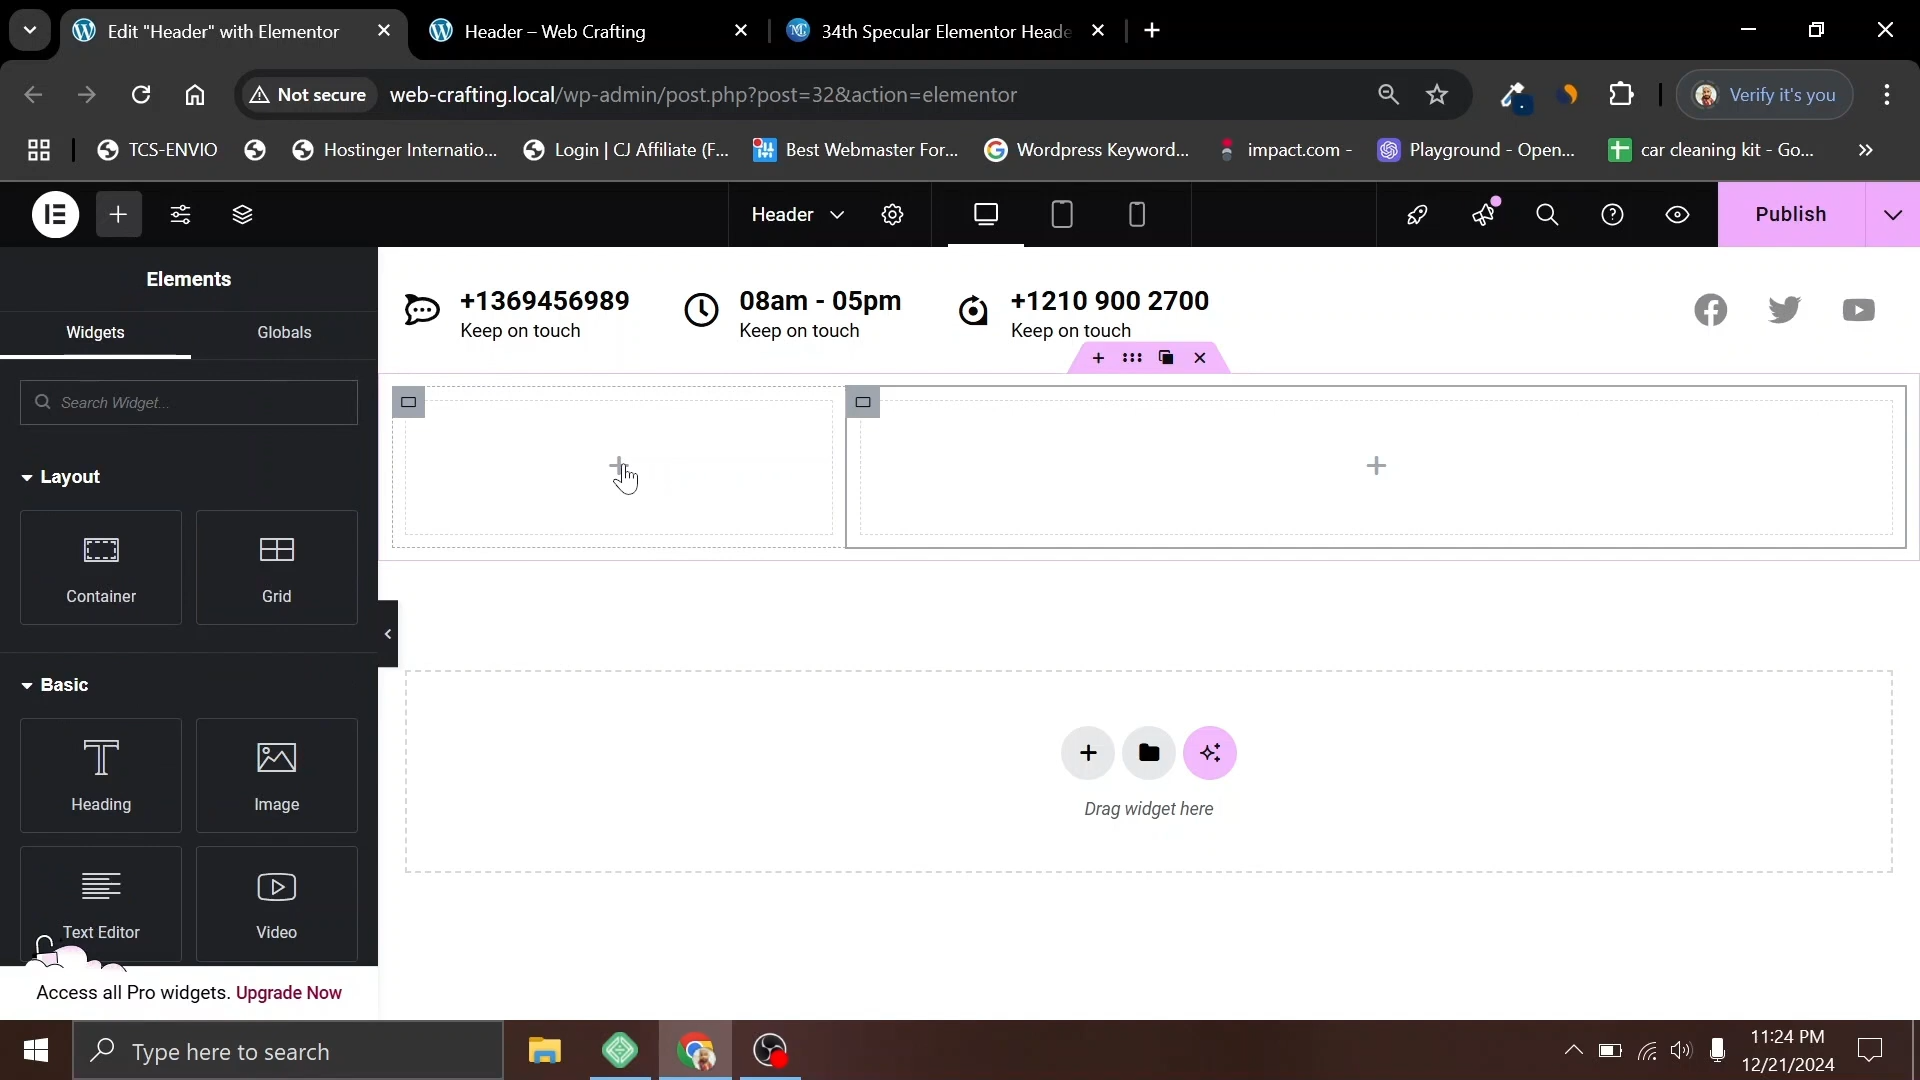 Edit "Header" with Elementor
Header – Web Crafting
34th Specular Elementor Heade
Not secure
web-crafting.local/wp-admin/post.php?post=32&action=elementor
Verify it's you
TCS-ENVIO
Hostinger Internatio...
Login | CJ Affiliate (F...
Best Webmaster For...
Wordpress Keyword...
impact.com -
Playground - Open...
car cleaning kit - Go...
Header
Publish
Elements
Widgets
Globals
Search Widget...
Layout
Container
Grid
Basic
Heading
Image
Text Editor
Video
Access all Pro widgets. Upgrade Now
+1369456989
Keep on touch
08am - 05pm
Keep on touch
+1210 900 2700
Keep on touch
Drag widget here
Type here to search
11:24 PM
12/21/2024